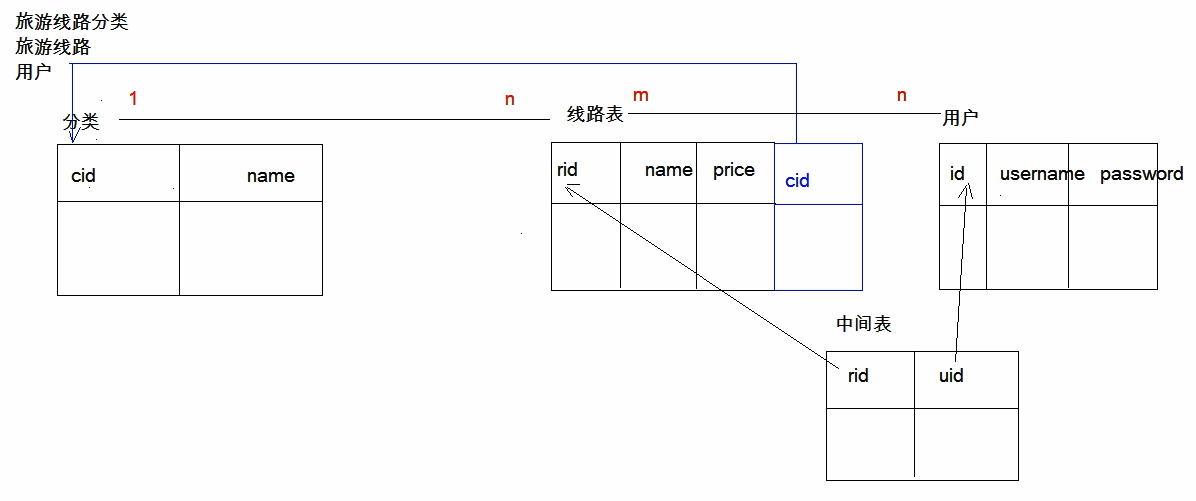 旅游线路分类
旅游线路
用户
1 n m n
分类 线路表 用户
cid name
rid name price cid
id username password
中间表
rid uid